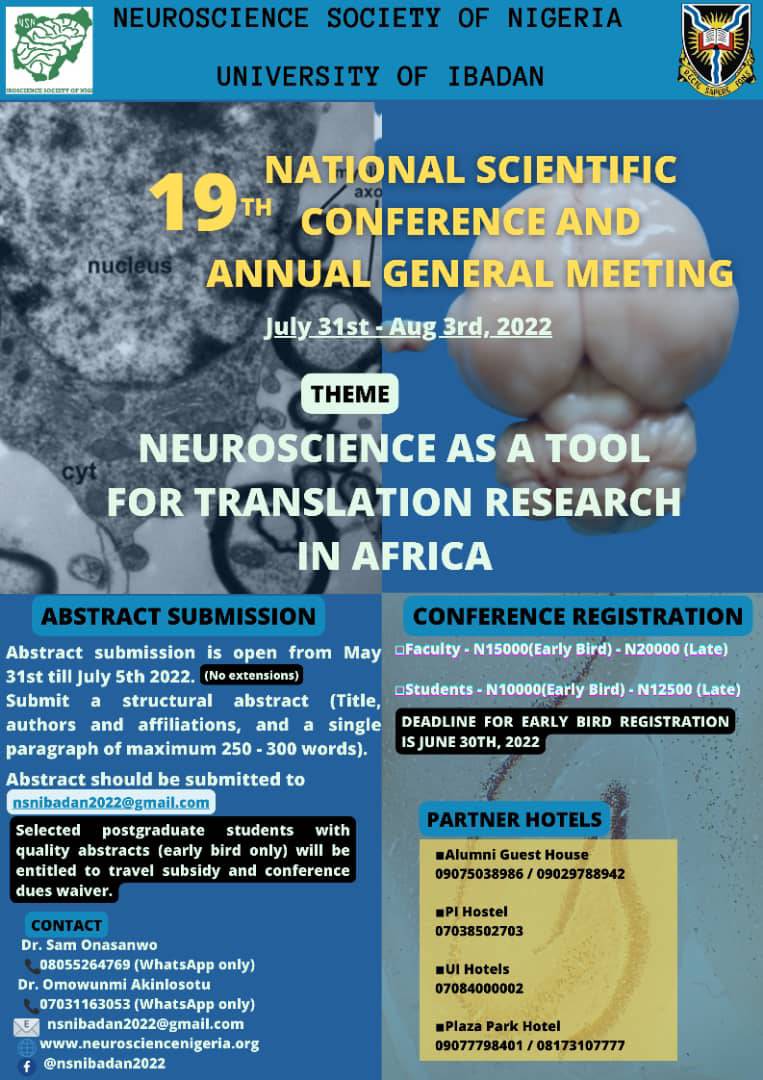 NEUROSCIENCE SOCIETY OF NIGERIA
UNIVERSITY OF IBADAN
NSN
ROSCIENCE SOCIETY OF NIGE
RECTE SAPERE FONS
19TH
NATIONAL SCIENTIFIC
CONFERENCE AND
ANNUAL GENERAL MEETING
July 31st - Aug 3rd, 2022
nucleus
axo
cyt
THEME
NEUROSCIENCE AS A TOOL
FOR TRANSLATION RESEARCH
IN AFRICA
ABSTRACT SUBMISSION
Abstract submission is open from May
31st till July 5th 2022. (No extensions)
Submit a structural abstract (Title,
authors and affiliations, and a single
paragraph of maximum 250 - 300 words).
Abstract should be submitted to
nsnibadan2022@gmail.com
Selected postgraduate students with
quality abstracts (early bird only) will be
entitled to travel subsidy and conference
dues waiver.
CONTACT
Dr. Sam Onasanwo
08055264769 (WhatsApp only)
Dr. Omowunmi Akinlosotu
07031163053 (WhatsApp only)
nsnibadan2022@gmail.com
www.neurosciencenigeria.org
@nsnibadan2022
CONFERENCE REGISTRATION
□Faculty - N15000(Early Bird) - N20000 (Late)
□Students - N10000(Early Bird) - N12500 (Late)
DEADLINE FOR EARLY BIRD REGISTRATION
IS JUNE 30TH, 2022
PARTNER HOTELS
▪Alumni Guest House
09075038986 / 09029788942
▪PI Hostel
07038502703
▪UI Hotels
07084000002
▪Plaza Park Hotel
09077798401 / 08173107777